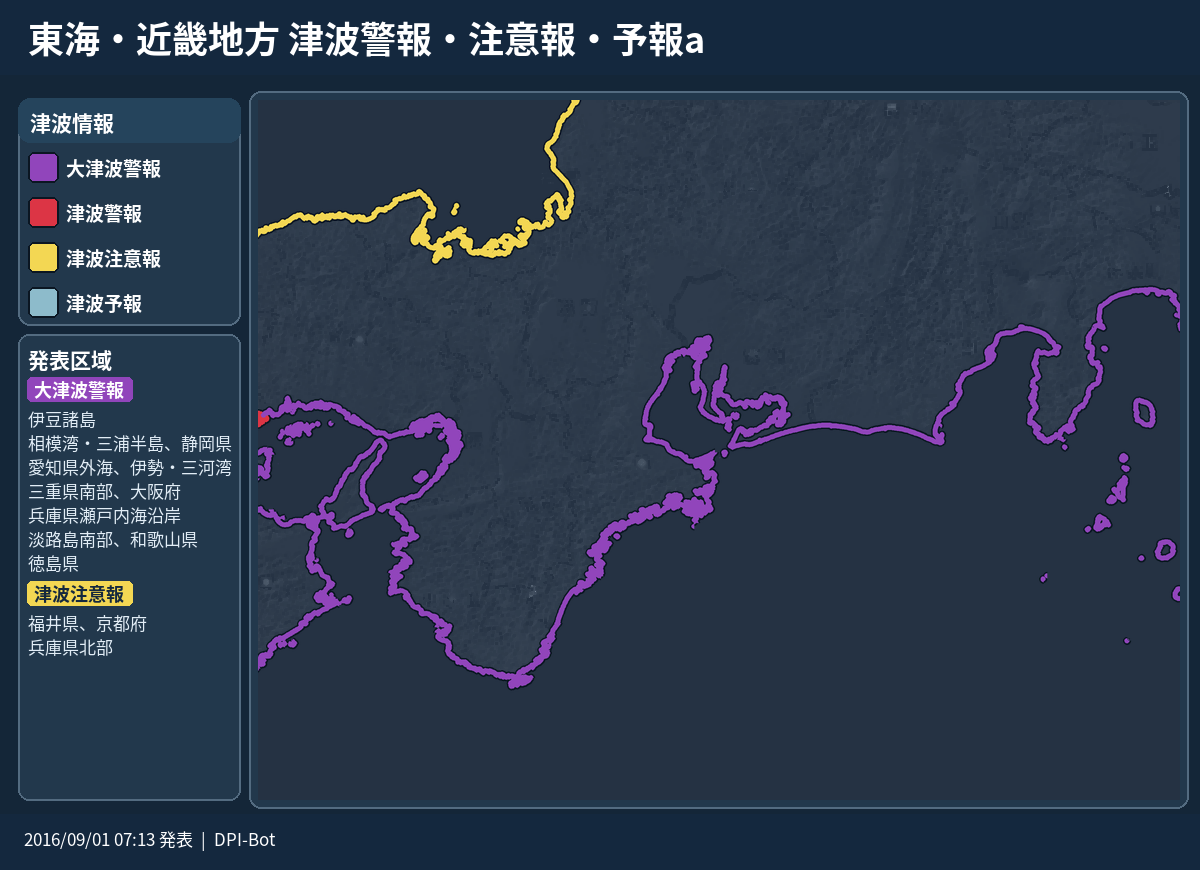 東海・近畿地方 津波警報・注意報・予報a
津波情報
大津波警報
津波警報
津波注意報
津波予報
発表区域
大津波警報
伊豆諸島
相模湾・三浦半島、静岡県
愛知県外海、伊勢・三河湾
三重県南部、大阪府
兵庫県瀬戸内海沿岸
淡路島南部、和歌山県
徳島県
津波注意報
福井県、京都府
兵庫県北部
2016/09/01 07:13 発表 | DPI-Bot